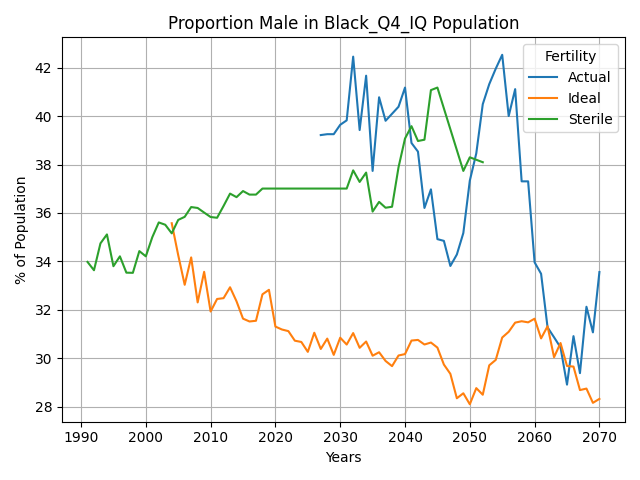 Proportion Male in Black_Q4_IQ Population
Fertility
Actual
Ideal
Sterile
% of Population
42
40
38
36
34
32
30
28
1990 2000 2010 2020 2030 2040 2050 2060 2070
Years